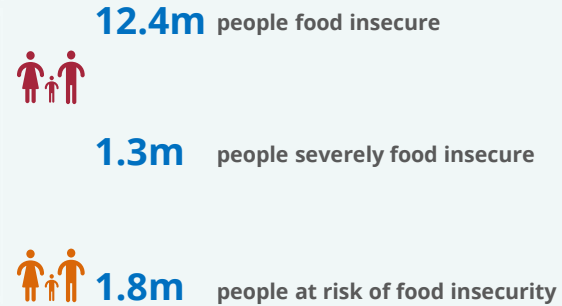 12.4m people food insecure
1.3m people severely food insecure
1.8m people at risk of food insecurity